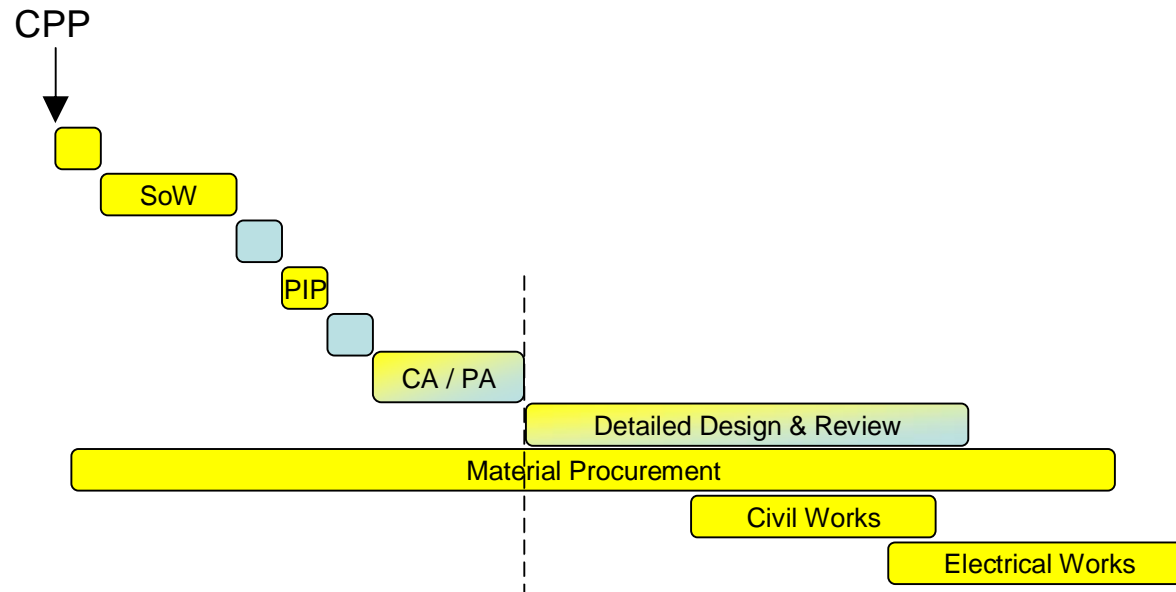 CPP
SoW
PIP
CA / PA
Detailed Design & Review
Material Procurement
Civil Works
Electrical Works